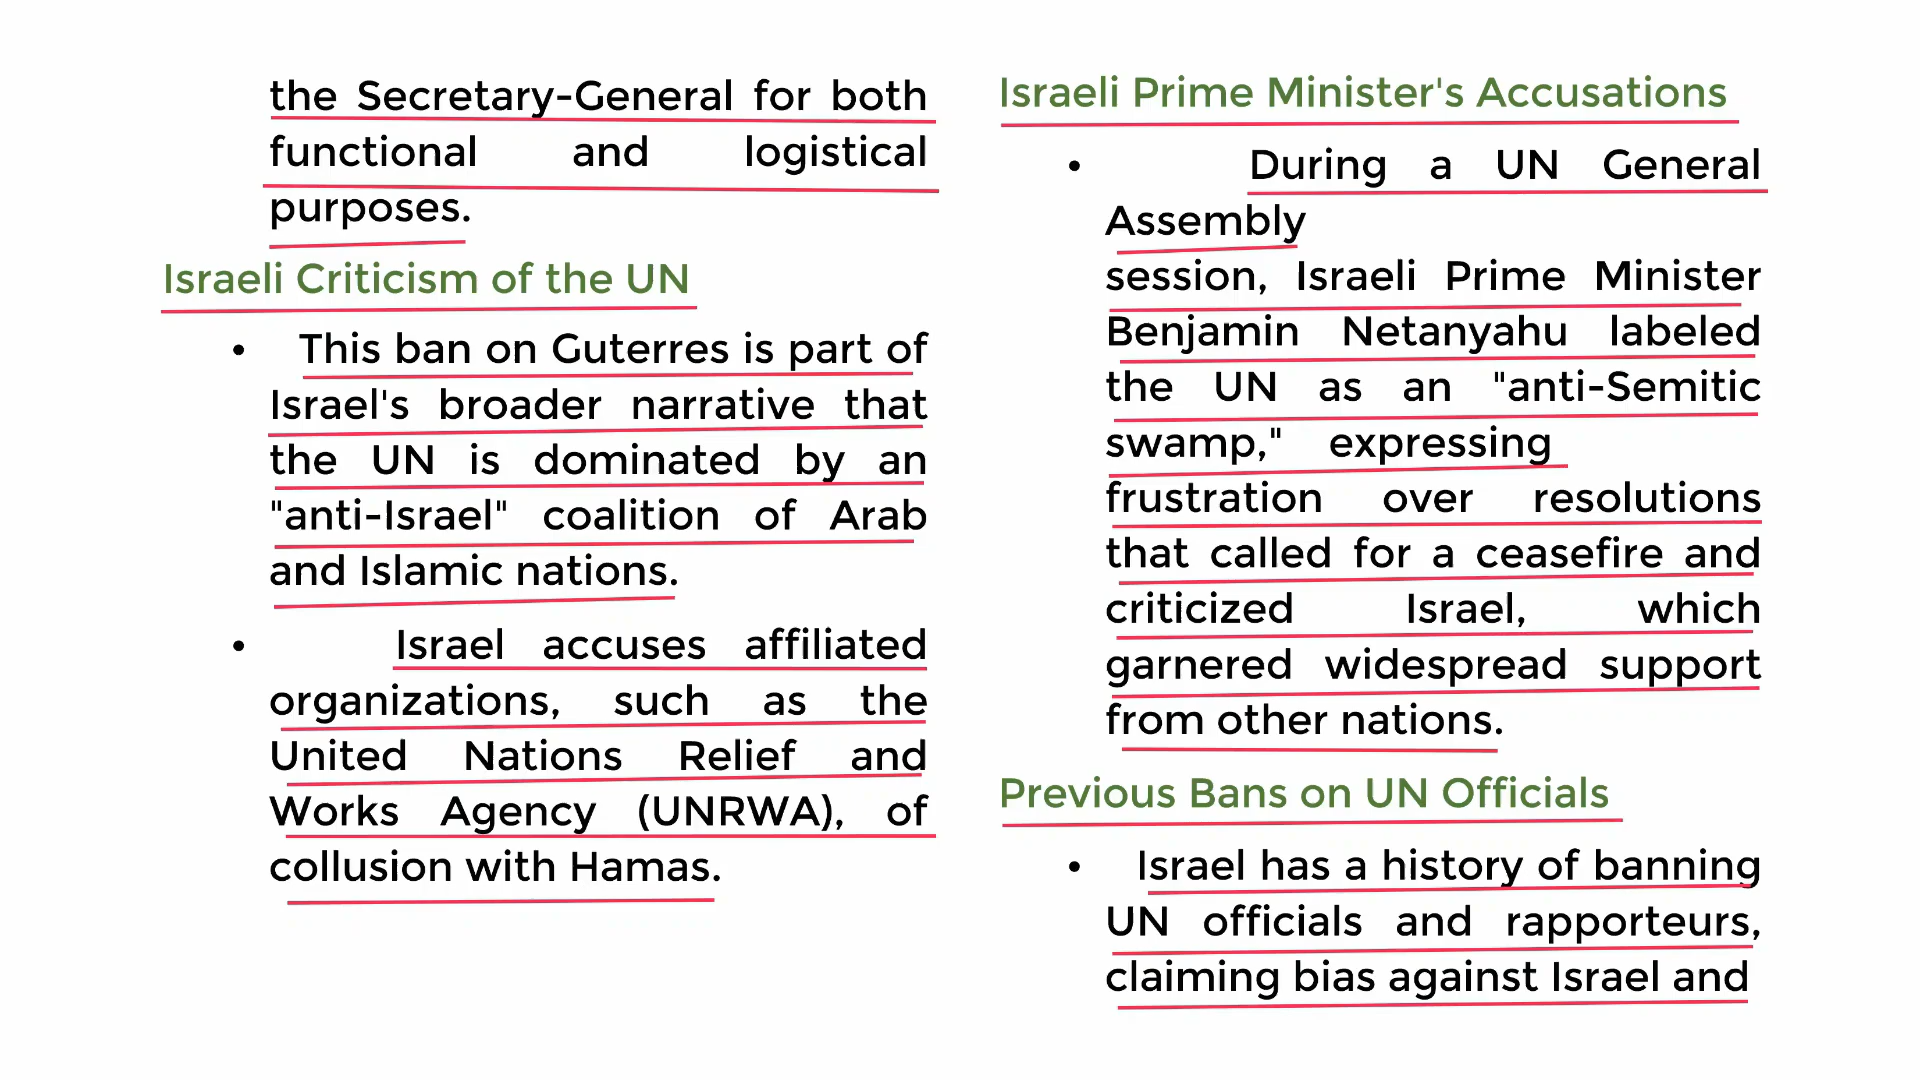 the Secretary-General for both
functional and logistical
purposes.
Israeli Criticism of the UN
• This ban on Guterres is part of
Israel's broader narrative that
the UN is dominated by an
"anti-Israel" coalition of Arab
and Islamic nations.
• Israel accuses affiliated
organizations, such as the
United Nations Relief and
Works Agency (UNRWA), of
collusion with Hamas.
Israeli Prime Minister's Accusations
• During a UN General
Assembly
session, Israeli Prime Minister
Benjamin Netanyahu labeled
the UN as an "anti-Semitic
swamp," expressing
frustration over resolutions
that called for a ceasefire and
criticized Israel, which
garnered widespread support
from other nations.
Previous Bans on UN Officials
• Israel has a history of banning
UN officials and rapporteurs,
claiming bias against Israel and